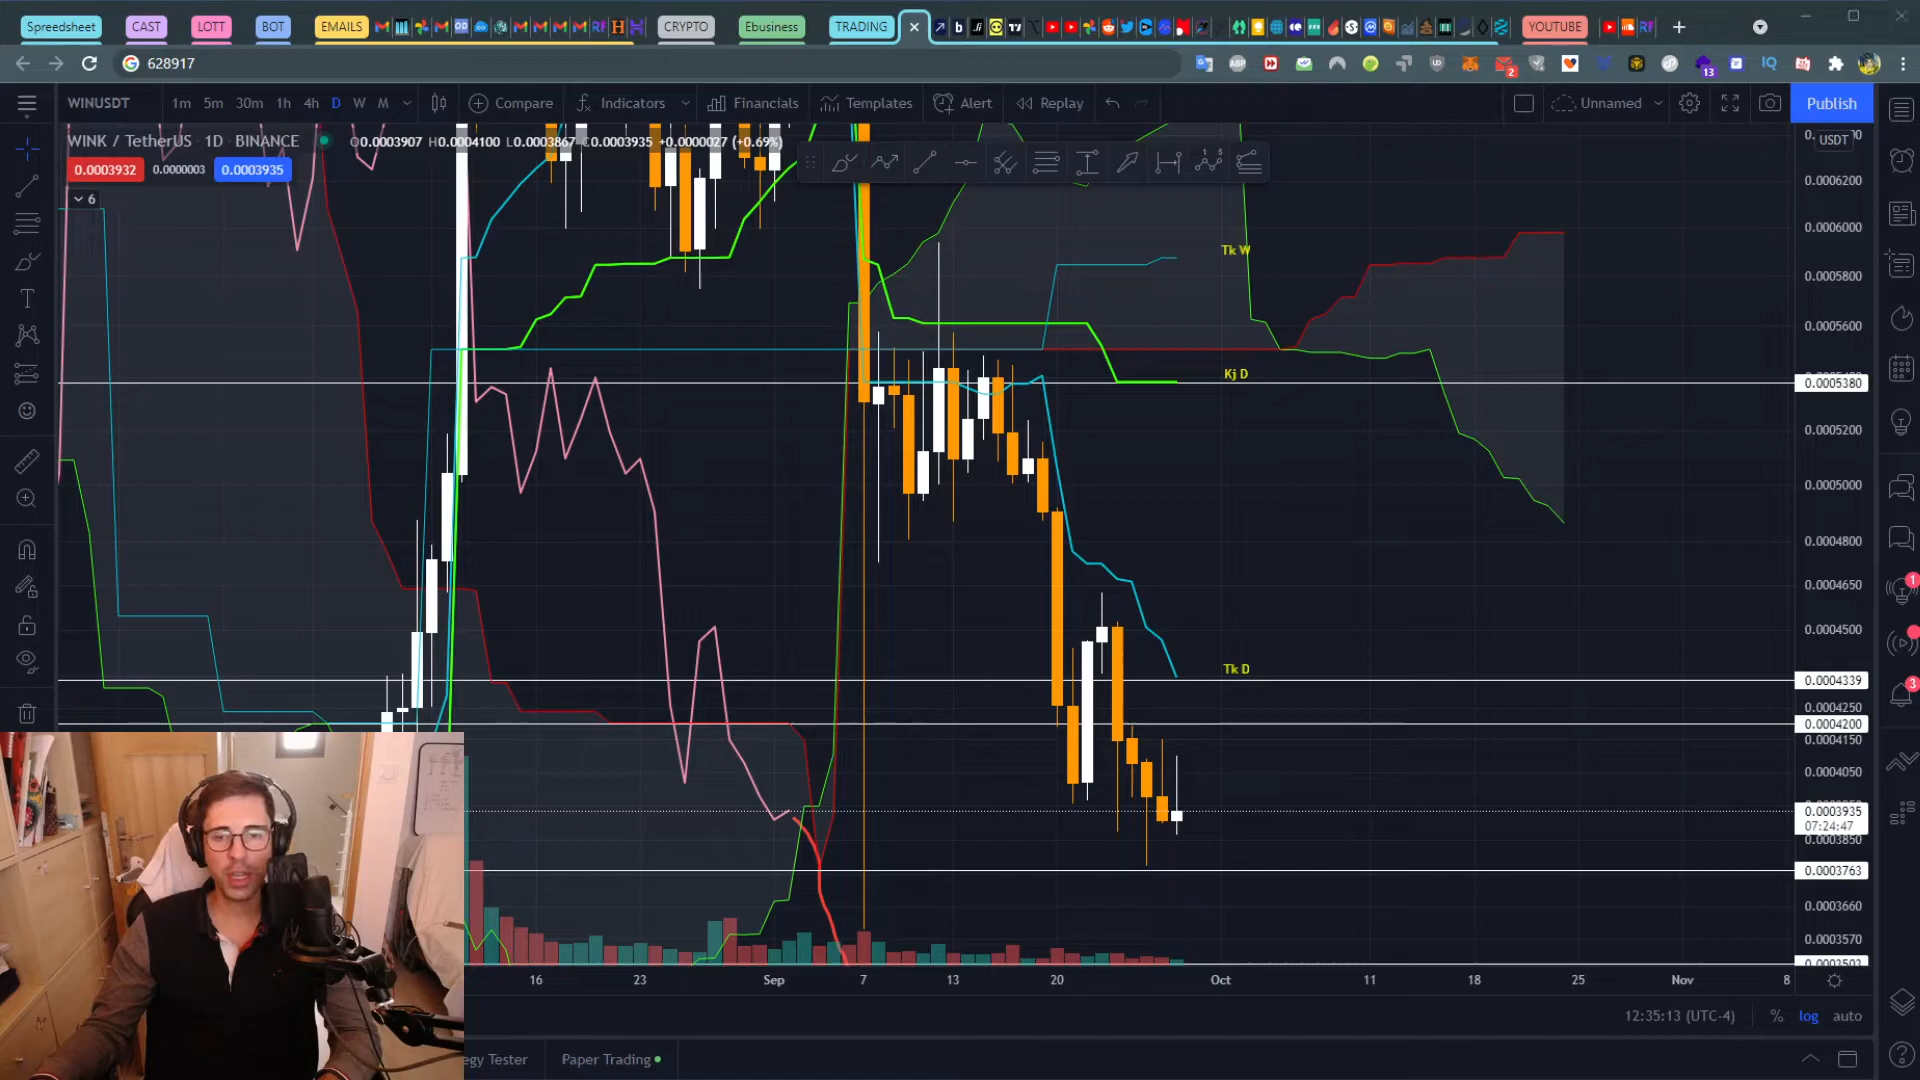 Spreedsheet CAST LOTT BOT EMAILS CRYPTO Ebusiness TRADING YOUTUBE
628917
2 13
WINUSDT 1m 5m 30m 1h 4h D W M Compare Indicators Financials Templates Alert Replay Unnamed Publish
WINK / TetherUS · 1D · BINANCE O0.0003907 H0.0004100 L0.0003867 C0.0003935 +0.0000027 (+0.69%)
USDT
0.0003932 0.0000003 0.0003935
0.0006200
6
0.0006000
Tk W
0.0005800
0.0005600
Kj D
0.0005380
0.0005200
0.0005000
0.0004800
0.0004650
1
0.0004500
Tk D
0.0004339
3
0.0004250
0.0004200
0.0004150
0.0004050
0.0003935
07:24:47
0.0003850
0.0003763
0.0003660
0.0003570
0.0003503
16 23 Sep 7 13 20 Oct 11 18 25 Nov 8
12:35:13 (UTC-4) % log auto
egy Tester Paper Trading